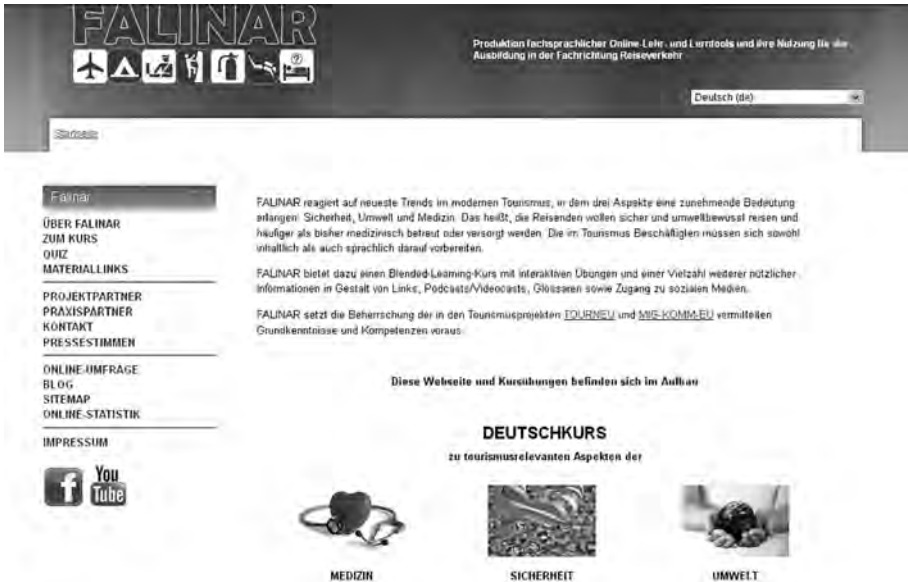 FALINAR
Produktion fachsprachlicher Online-Lehr- und Lerntools und ihre Nutzung für die
Ausbildung in der Fachrichtung Reiseverkehr
Deutsch (de)
Startseite
Falinar
ÜBER FALINAR
ZUM KURS
QUIZ
MATERIALLINKS
PROJEKTPARTNER
PRAXISPARTNER
KONTAKT
PRESSESTIMMEN
ONLINE-UMFRAGE
BLOG
SITEMAP
ONLINE-STATISTIK
IMPRESSUM
f
You
Tube
FALINAR reagiert auf neueste Trends im modernen Tourismus, in dem drei Aspekte eine zunehmende Bedeutung
erlangen: Sicherheit, Umwelt und Medizin. Das heißt, die Reisenden wollen sicher und umweltbewusst reisen und
häufiger als bisher medizinisch betreut oder versorgt werden. Die im Tourismus Beschäftigten müssen sich sowohl
inhaltlich als auch sprachlich darauf vorbereiten.
FALINAR bietet dazu einen Blended-Learning-Kurs mit interaktiven Übungen und einer Vielzahl weiterer nützlicher
Informationen in Gestalt von Links, Podcasts/Videocasts, Glossaren sowie Zugang zu sozialen Medien.
FALINAR setzt die Beherrschung der in den Tourismusprojekten TOURNEU und MIG-KOMM-EU vermittelten
Grundkenntnisse und Kompetenzen voraus.
Diese Webseite und Kursübungen befinden sich im Aufbau
DEUTSCHKURS
zu tourismusrelevanten Aspekten der
MEDIZIN
SICHERHEIT
UMWELT